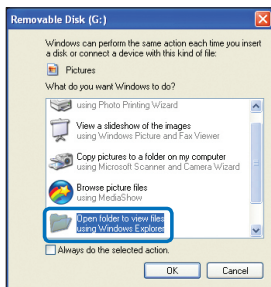 Removable Disk (G:)
Windows can perform the same action each time you insert
a disk or connect a device with this kind of file:
Pictures
What do you want Windows to do?
using Photo Printing Wizard
View a slideshow of the images
using Windows Picture and Fax Viewer
Copy pictures to a folder on my computer
using Microsoft Scanner and Camera Wizard
Browse picture files
using MediaShow
Open folder to view files
using Windows Explorer
Always do the selected action.
OK
Cancel